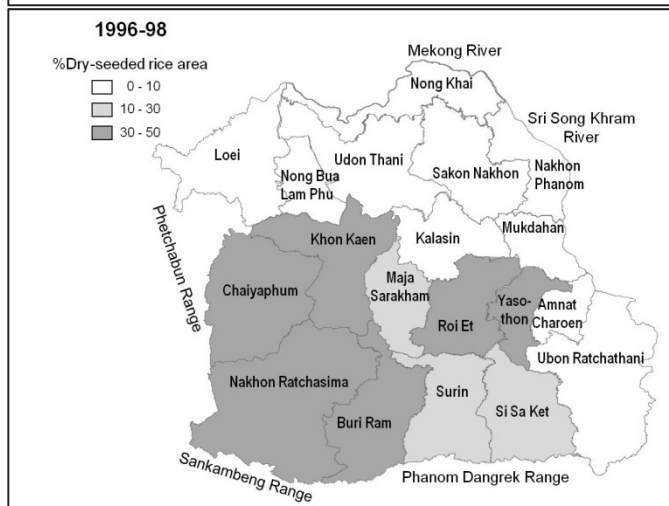 1996-98
%Dry-seeded rice area
0 - 10
10 - 30
30 - 50
Mekong River
Nong Khai
Sri Song Khram
River
Loei
Udon Thani
Nong Bua
Lam Phu
Sakon Nakhon
Nakhon
Phanom
Phetchabun Range
Khon Kaen
Kalasin
Mukdahan
Chaiyaphum
Maja
Sarakham
Roi Et
Yaso-
thon
Amnat
Charoen
Ubon Ratchathani
Nakhon Ratchasima
Buri Ram
Surin
Si Sa Ket
Sankambeng Range
Phanom Dangrek Range